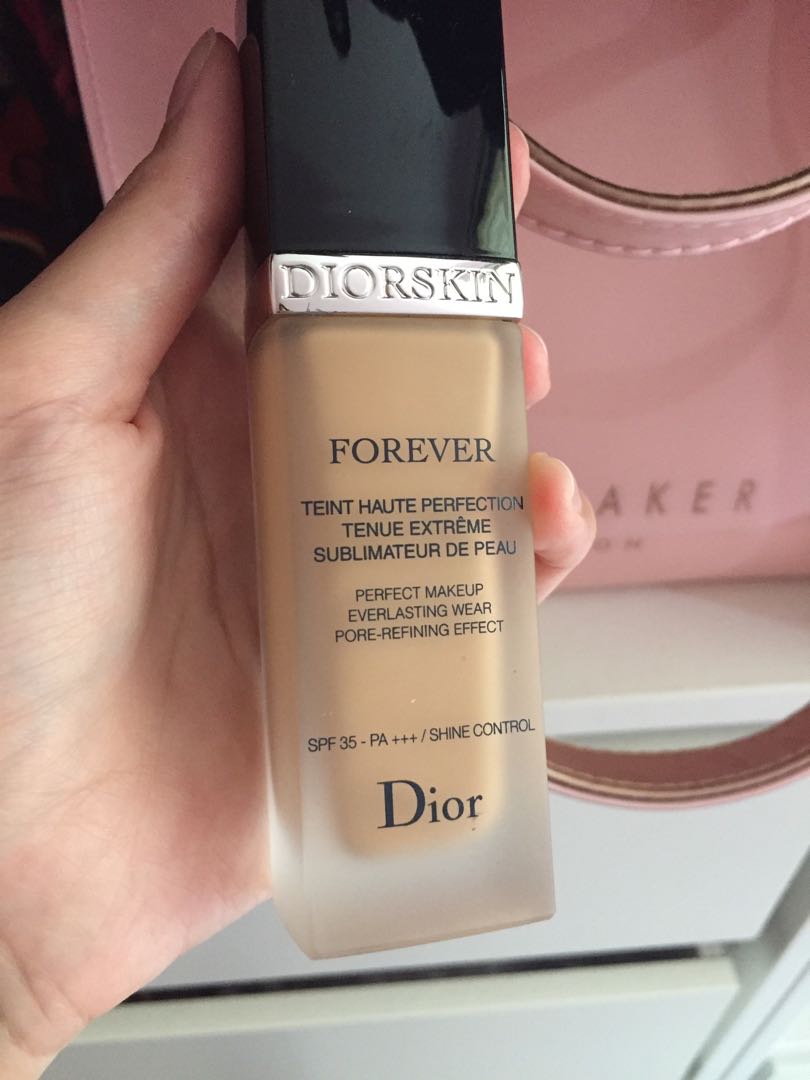 DIORSKIN
FOREVER
TEINT HAUTE PERFECTION
TENUE EXTRÊME
SUBLIMATEUR DE PEAU
PERFECT MAKEUP
EVERLASTING WEAR
PORE-REFINING EFFECT
SPF 35 - PA +++ / SHINE CONTROL
Dior
AKER
ON